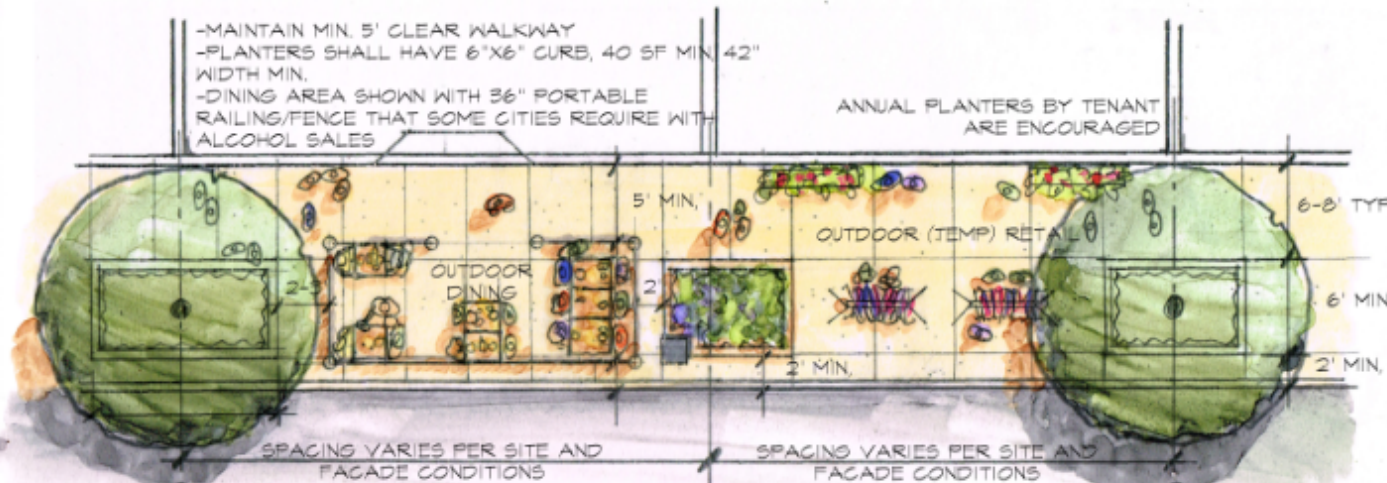 -MAINTAIN MIN. 5' CLEAR WALKWAY
-PLANTERS SHALL HAVE 6"X6" CURB, 40 SF MIN, 42"
WIDTH MIN.
-DINING AREA SHOWN WITH 36" PORTABLE
RAILING/FENCE THAT SOME CITIES REQUIRE WITH
ALCOHOL SALES
ANNUAL PLANTERS BY TENANT
ARE ENCOURAGED
5' MIN,
6-8' TYP
OUTDOOR (TEMP) RETAIL
OUTDOOR
DINING
2'
6' MIN
2' MIN,
2' MIN,
SPACING VARIES PER SITE AND
FACADE CONDITIONS
SPACING VARIES PER SITE AND
FACADE CONDITIONS